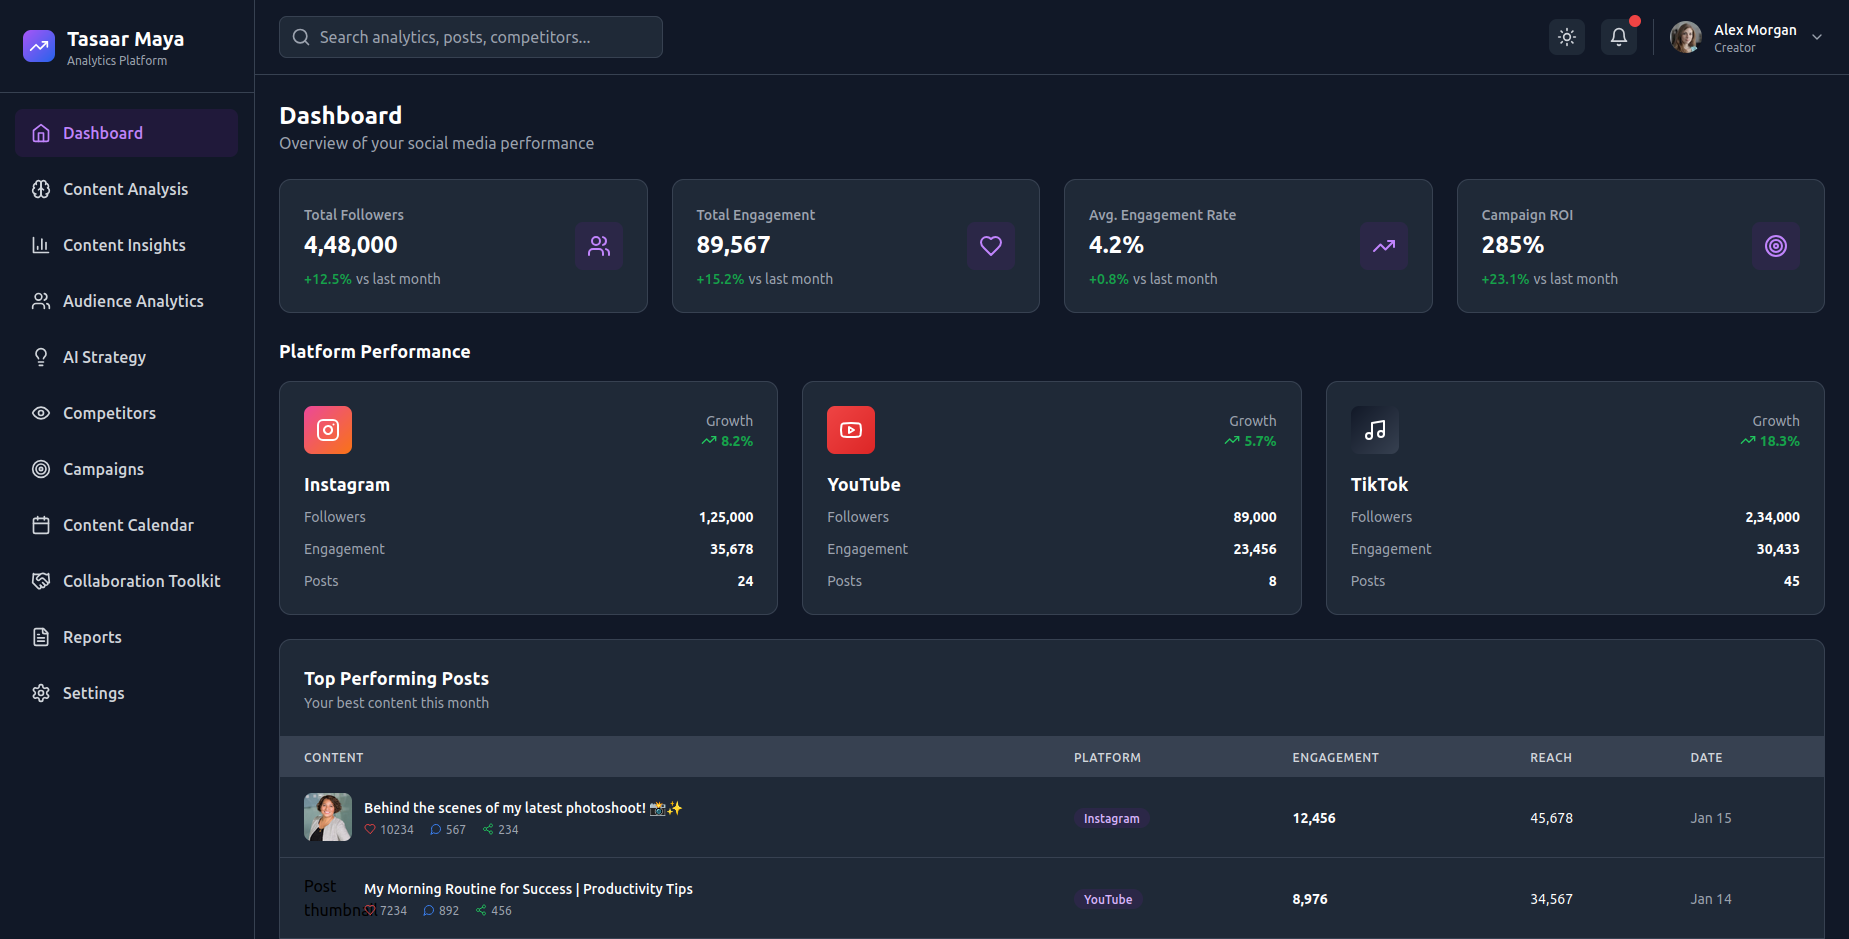 Tasaar Maya
Analytics Platform
Search analytics, posts, competitors...
Alex Morgan
Creator
Dashboard
Content Analysis
Content Insights
Audience Analytics
AI Strategy
Competitors
Campaigns
Content Calendar
Collaboration Toolkit
Reports
Settings
Dashboard
Overview of your social media performance
Total Followers
4,48,000
+12.5% vs last month
Total Engagement
89,567
+15.2% vs last month
Avg. Engagement Rate
4.2%
+0.8% vs last month
Campaign ROI
285%
+23.1% vs last month
Platform Performance
Growth
8.2%
Instagram
Followers 1,25,000
Engagement 35,678
Posts 24
Growth
5.7%
YouTube
Followers 89,000
Engagement 23,456
Posts 8
Growth
18.3%
TikTok
Followers 2,34,000
Engagement 30,433
Posts 45
Top Performing Posts
Your best content this month
CONTENT PLATFORM ENGAGEMENT REACH DATE
Behind the scenes of my latest photoshoot! 📸✨
10234 567 234
Instagram 12,456 45,678 Jan 15
Post
thumbnail
My Morning Routine for Success | Productivity Tips
7234 892 456
YouTube 8,976 34,567 Jan 14